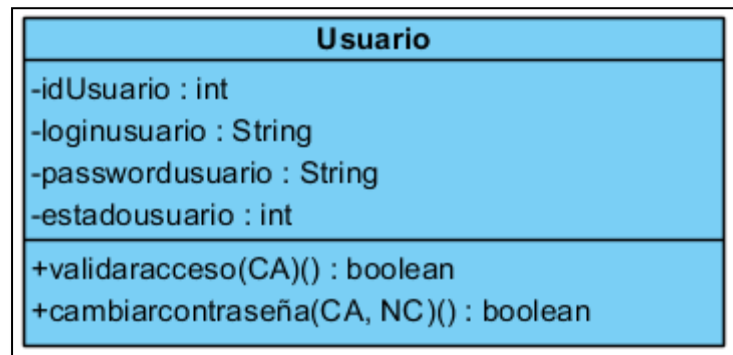 Usuario
-idUsuario : int
-loginusuario : String
-passwordusuario : String
-estadousuario : int
+validaracceso(CA)() : boolean
+cambiarcontraseña(CA, NC)() : boolean